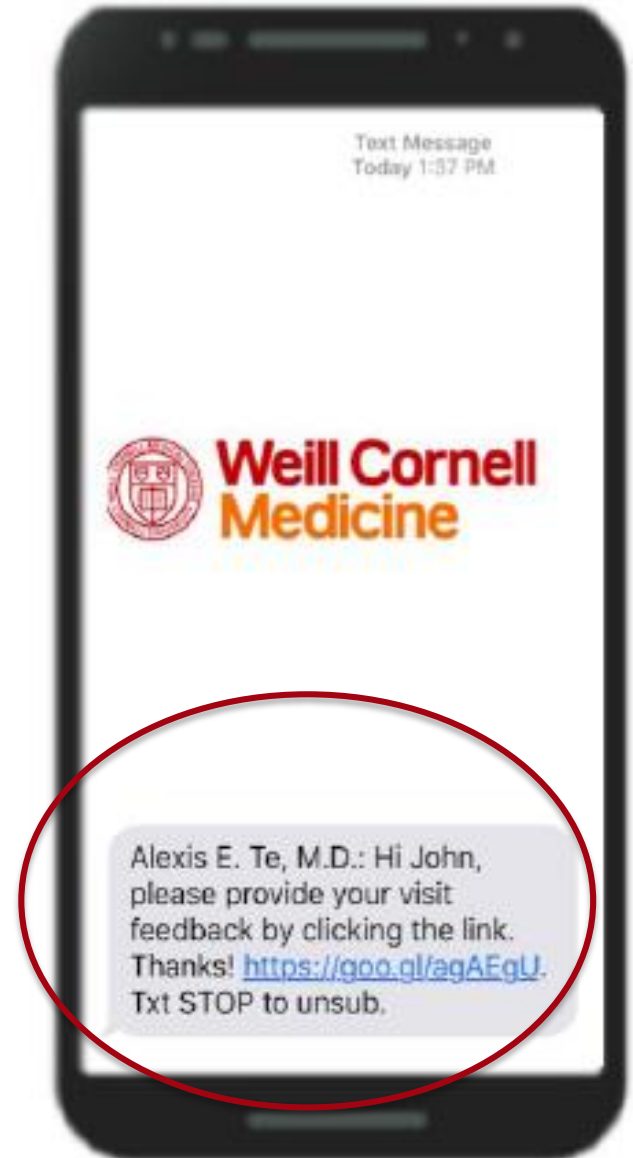 Text Message
Today 1:37 PM
Weill Cornell
Medicine
Alexis E. Te, M.D.: Hi John,
please provide your visit
feedback by clicking the link.
Thanks! https://goo.gl/agAEgU.
Txt STOP to unsub.